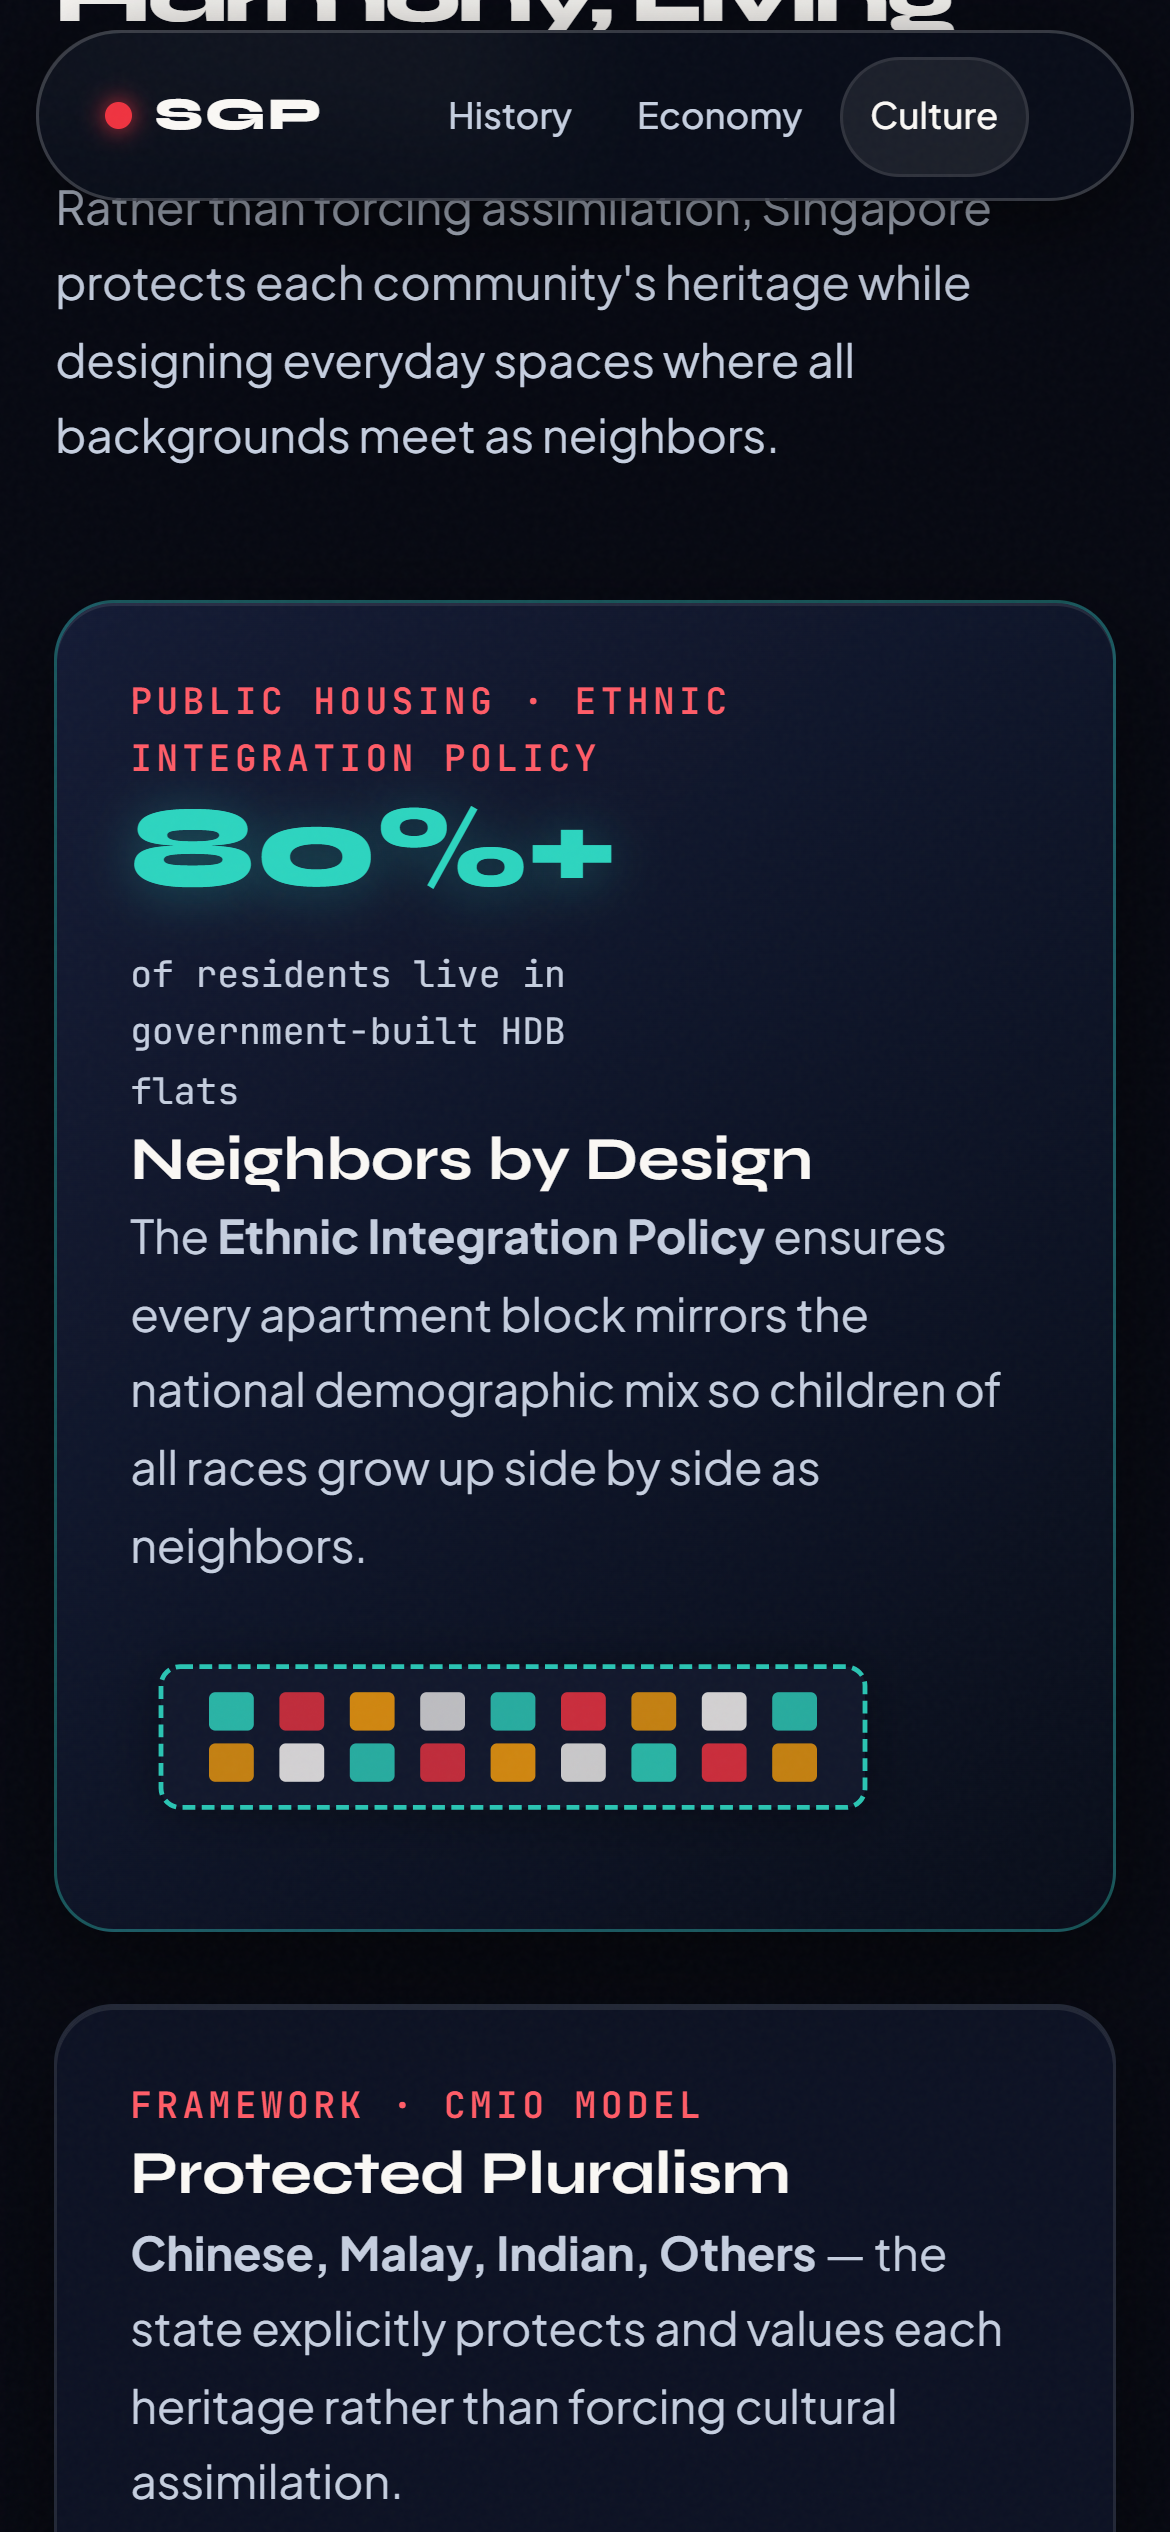 Harmony, Living
SGP
History
Economy
Culture
Rather than forcing assimilation, Singapore
protects each community's heritage while
designing everyday spaces where all
backgrounds meet as neighbors.
PUBLIC HOUSING · ETHNIC
INTEGRATION POLICY
80%+
of residents live in
government-built HDB
flats
Neighbors by Design
The Ethnic Integration Policy ensures
every apartment block mirrors the
national demographic mix so children of
all races grow up side by side as
neighbors.
FRAMEWORK · CMIO MODEL
Protected Pluralism
Chinese, Malay, Indian, Others — the
state explicitly protects and values each
heritage rather than forcing cultural
assimilation.